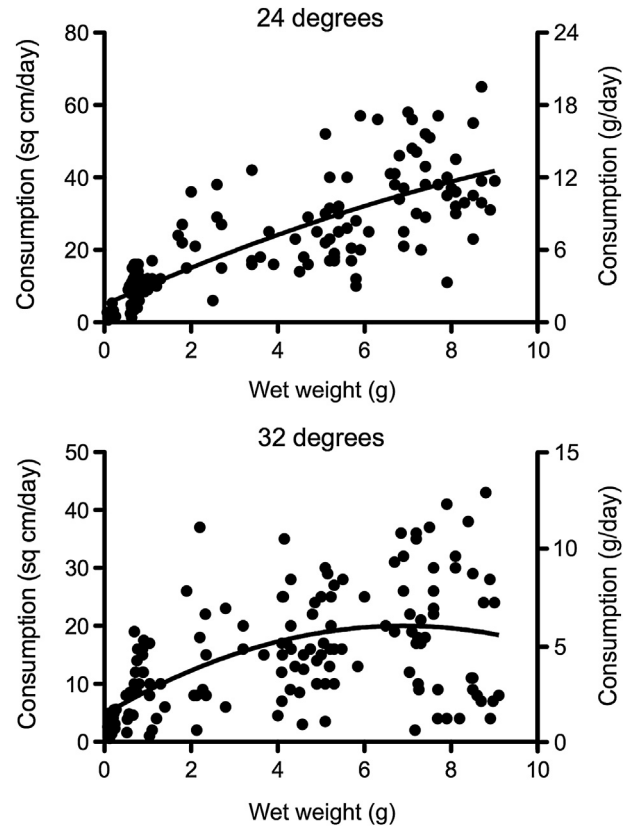 24 degrees
80
60
40
20
0
Consumption (sq cm/day)
24
18
12
6
0
Consumption (g/day)
0 2 4 6 8 10
Wet weight (g)
32 degrees
50
40
30
20
10
0
Consumption (sq cm/day)
15
10
5
0
Consumption (g/day)
0 2 4 6 8 10
Wet weight (g)